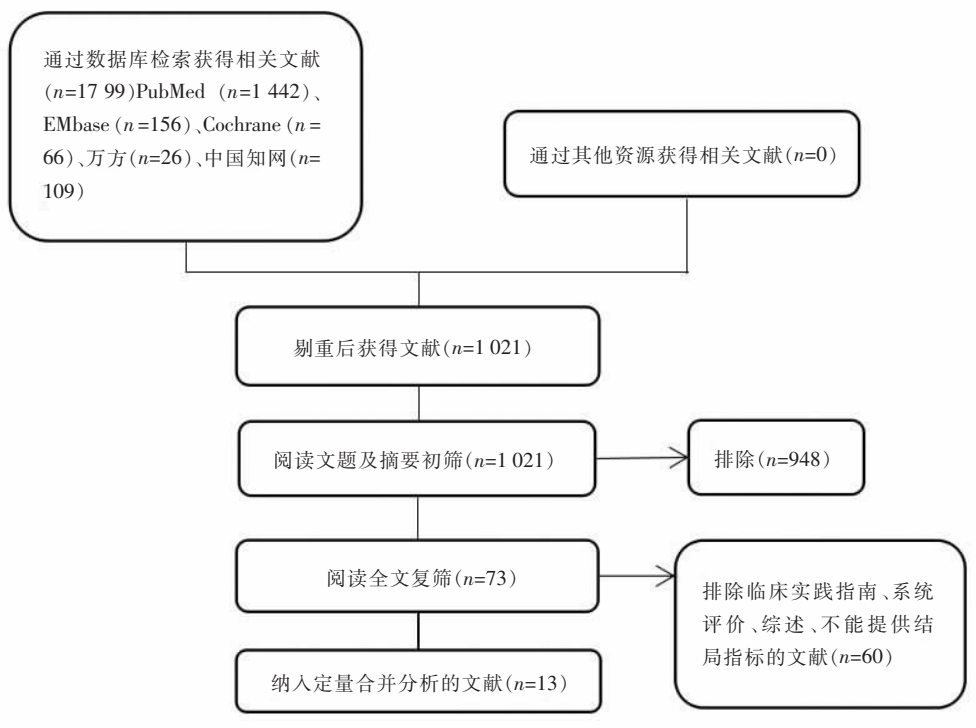 通过数据库检索获得相关文献
(n=17 99)PubMed (n=1 442)、
EMbase (n=156)、Cochrane (n=
66)、万方(n=26)、中国知网(n=
109)
通过其他资源获得相关文献(n=0)
剔重后获得文献(n=1 021)
阅读文题及摘要初筛(n=1 021)
排除(n=948)
阅读全文复筛(n=73)
排除临床实践指南、系统
评价、综述、不能提供结
局指标的文献(n=60)
纳入定量合并分析的文献(n=13)